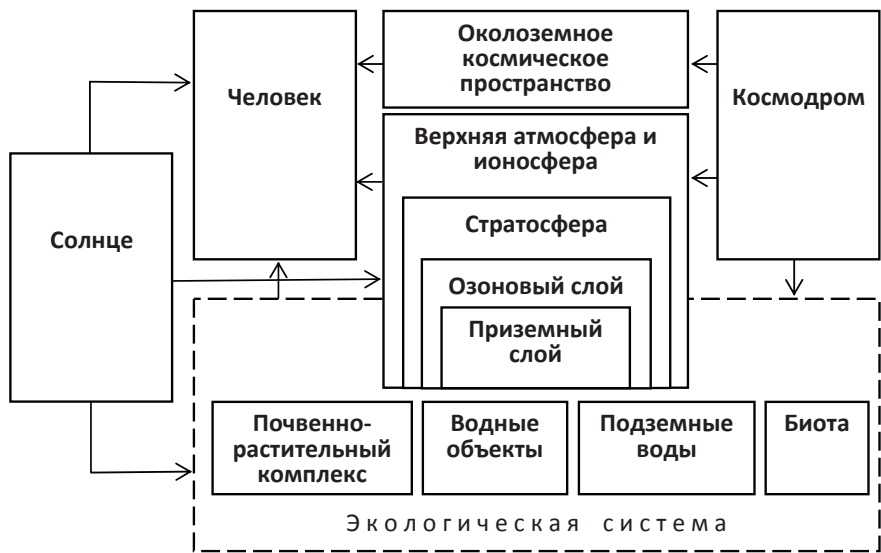 Околоземное
космическое
пространство
Человек
Космодром
Верхняя атмосфера и
ионосфера
Солнце
Стратосфера
Озоновый слой
Приземный
слой
Почвенно-
растительный
комплекс
Водные
объекты
Подземные
воды
Биота
Экологическая система